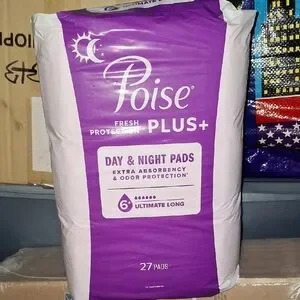 Poise
FRESH
PROTECTION PLUS+
DAY & NIGHT PADS
EXTRA ABSORBENCY
& ODOR PROTECTION*
6 ULTIMATE LONG
27 PADS